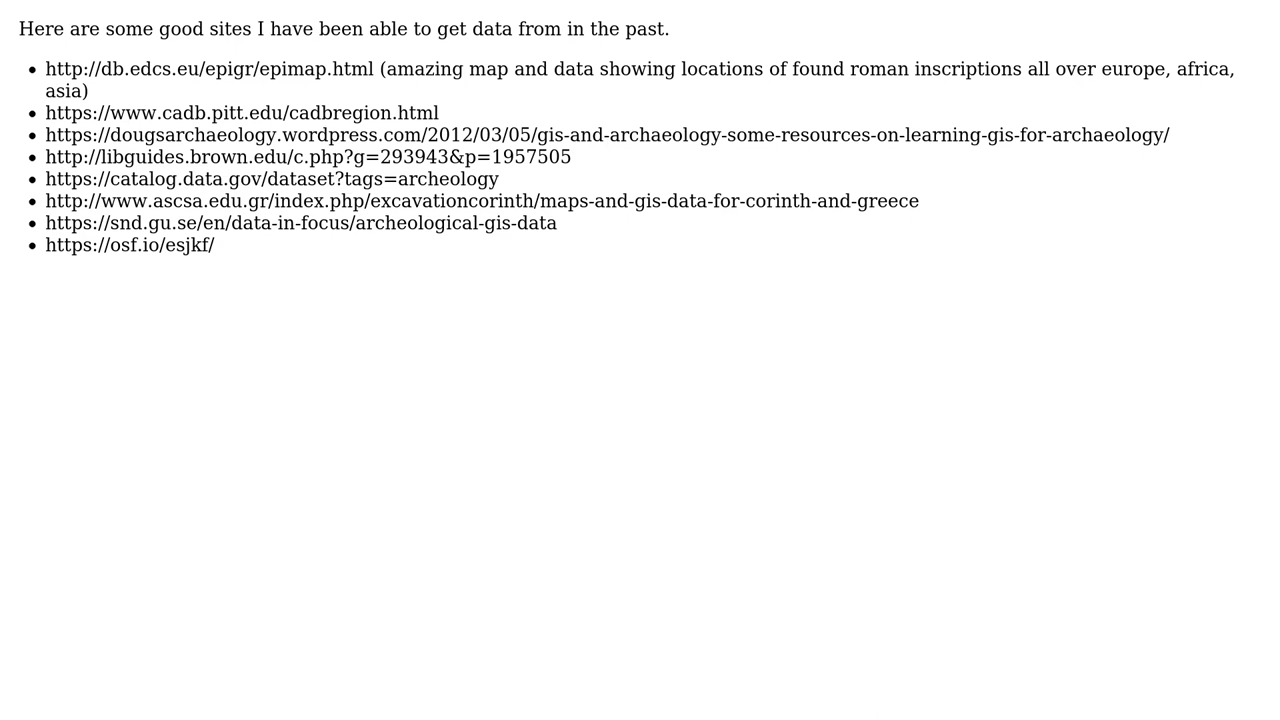 Here are some good sites I have been able to get data from in the past.
• http://db.edcs.eu/epigr/epimap.html (amazing map and data showing locations of found roman inscriptions all over europe, africa,
asia)
• https://www.cadb.pitt.edu/cadbregion.html
• https://dougsarchaeology.wordpress.com/2012/03/05/gis-and-archaeology-some-resources-on-learning-gis-for-archaeology/
• http://libguides.brown.edu/c.php?g=293943&p=1957505
• https://catalog.data.gov/dataset?tags=archeology
• http://www.ascsa.edu.gr/index.php/excavationcorinth/maps-and-gis-data-for-corinth-and-greece
• https://snd.gu.se/en/data-in-focus/archeological-gis-data
• https://osf.io/esjkf/